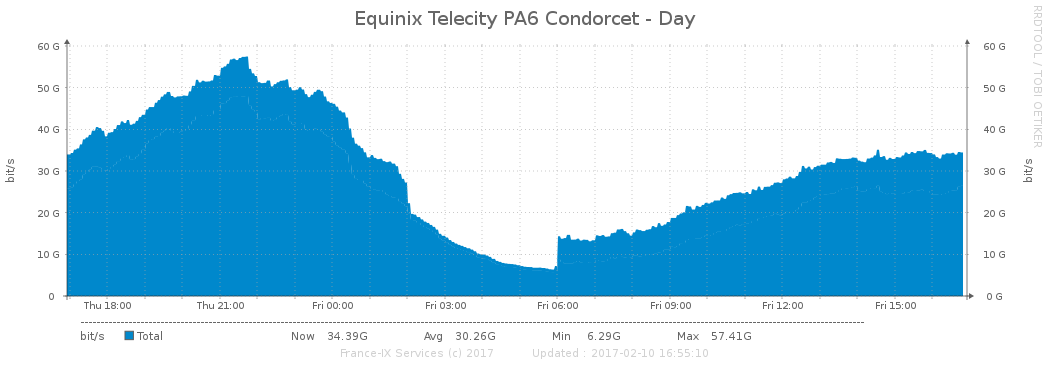 Equinix Telecity PA6 Condorcet - Day
RRDTOOL / TOBI OETIKER
bit/s
bit/s
60 G 60 G
50 G 50 G
40 G 40 G
30 G 30 G
20 G 20 G
10 G 10 G
0 0 G
Thu 18:00 Thu 21:00 Fri 00:00 Fri 03:00 Fri 06:00 Fri 09:00 Fri 12:00 Fri 15:00
bit/s Total Now 34.39G Avg 30.26G Min 6.29G Max 57.41G
France-IX Services (c) 2017 Updated : 2017-02-10 16:55:10